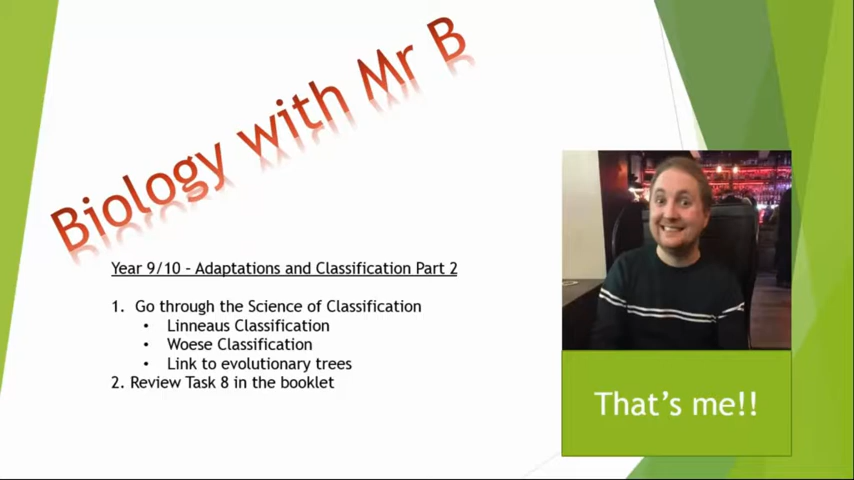 Biology with Mr B
Year 9/10 - Adaptations and Classification Part 2
1. Go through the Science of Classification
• Linneaus Classification
• Woese Classification
• Link to evolutionary trees
2. Review Task 8 in the booklet
That's me!!